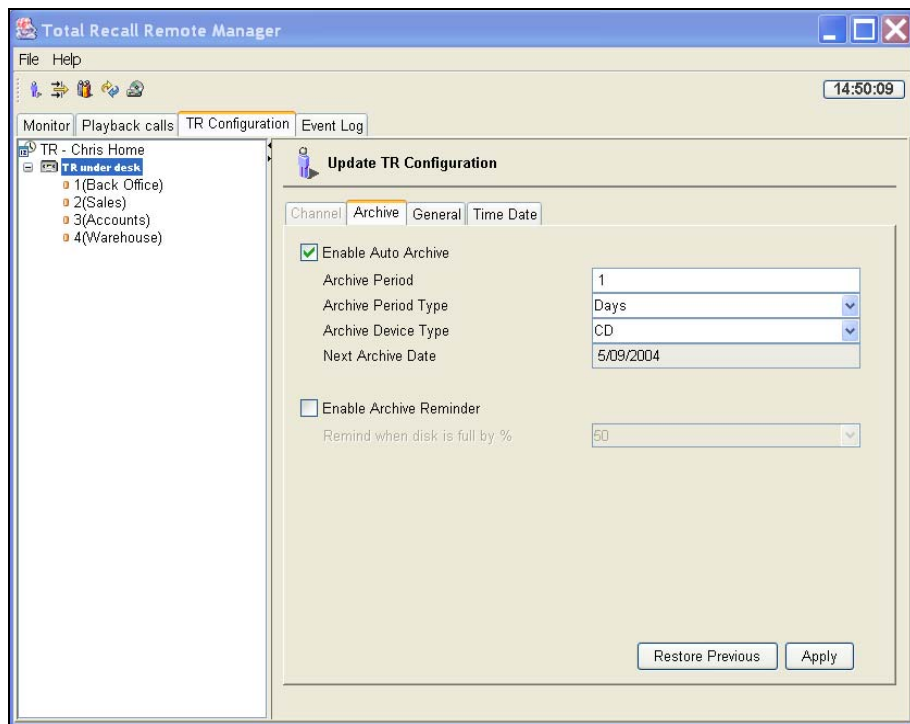 Total Recall Remote Manager
File Help
14:50:09
Monitor Playback calls TR Configuration Event Log
TR - Chris Home
TR under desk
1(Back Office)
2(Sales)
3(Accounts)
4(Warehouse)
Update TR Configuration
Channel Archive General Time Date
Enable Auto Archive
Archive Period 1
Archive Period Type Days
Archive Device Type CD
Next Archive Date 5/09/2004
Enable Archive Reminder
Remind when disk is full by % 50
Restore Previous Apply